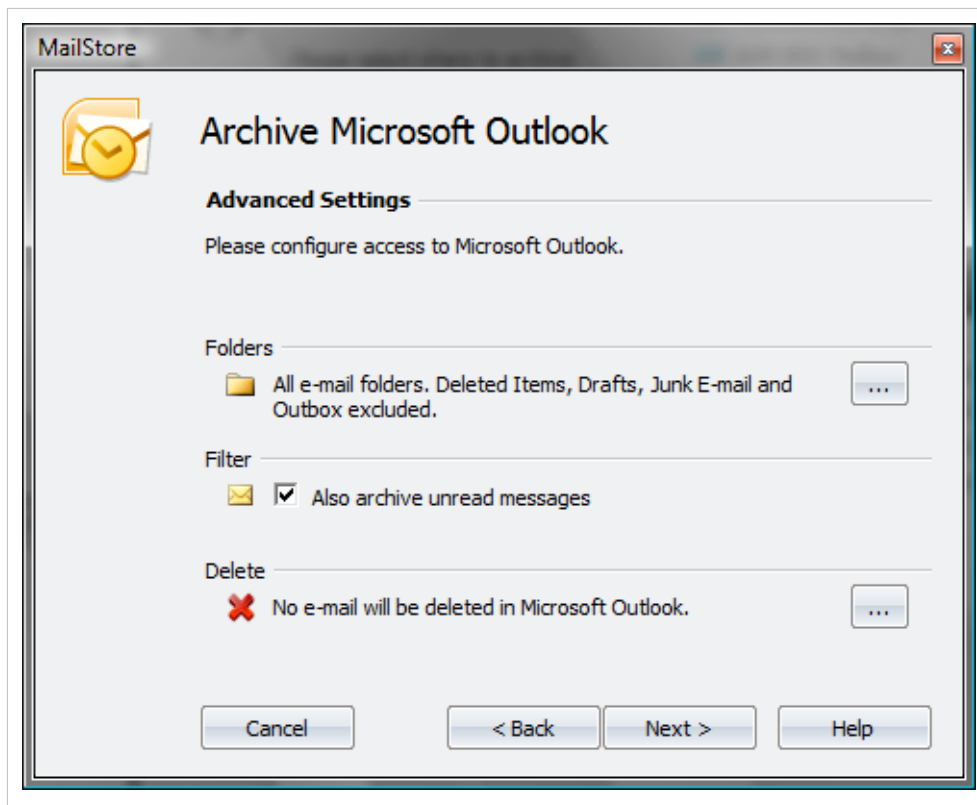 MailStore
Archive Microsoft Outlook
Advanced Settings
Please configure access to Microsoft Outlook.
Folders
All e-mail folders. Deleted Items, Drafts, Junk E-mail and
Outbox excluded.
...
Filter
Also archive unread messages
Delete
No e-mail will be deleted in Microsoft Outlook.
...
Cancel
< Back
Next >
Help